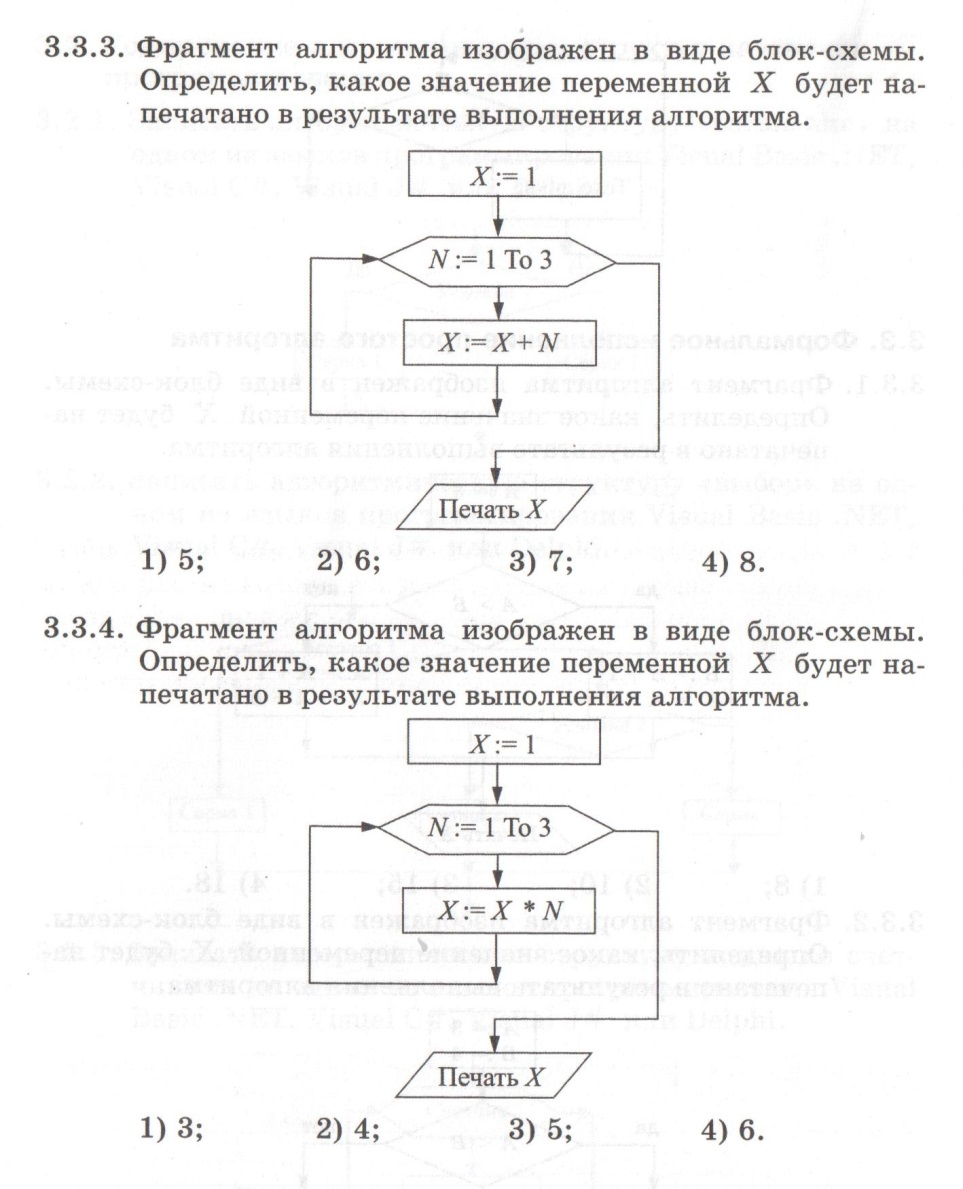 3.3.3. Фрагмент алгоритма изображен в виде блок-схемы.
Определить, какое значение переменной X будет на-
печатано в результате выполнения алгоритма.
X := 1
N := 1 To 3
X := X + N
Печать X
1) 5; 2) 6; 3) 7; 4) 8.
3.3.4. Фрагмент алгоритма изображен в виде блок-схемы.
Определить, какое значение переменной X будет на-
печатано в результате выполнения алгоритма.
X := 1
N := 1 To 3
X := X * N
Печать X
1) 3; 2) 4; 3) 5; 4) 6.